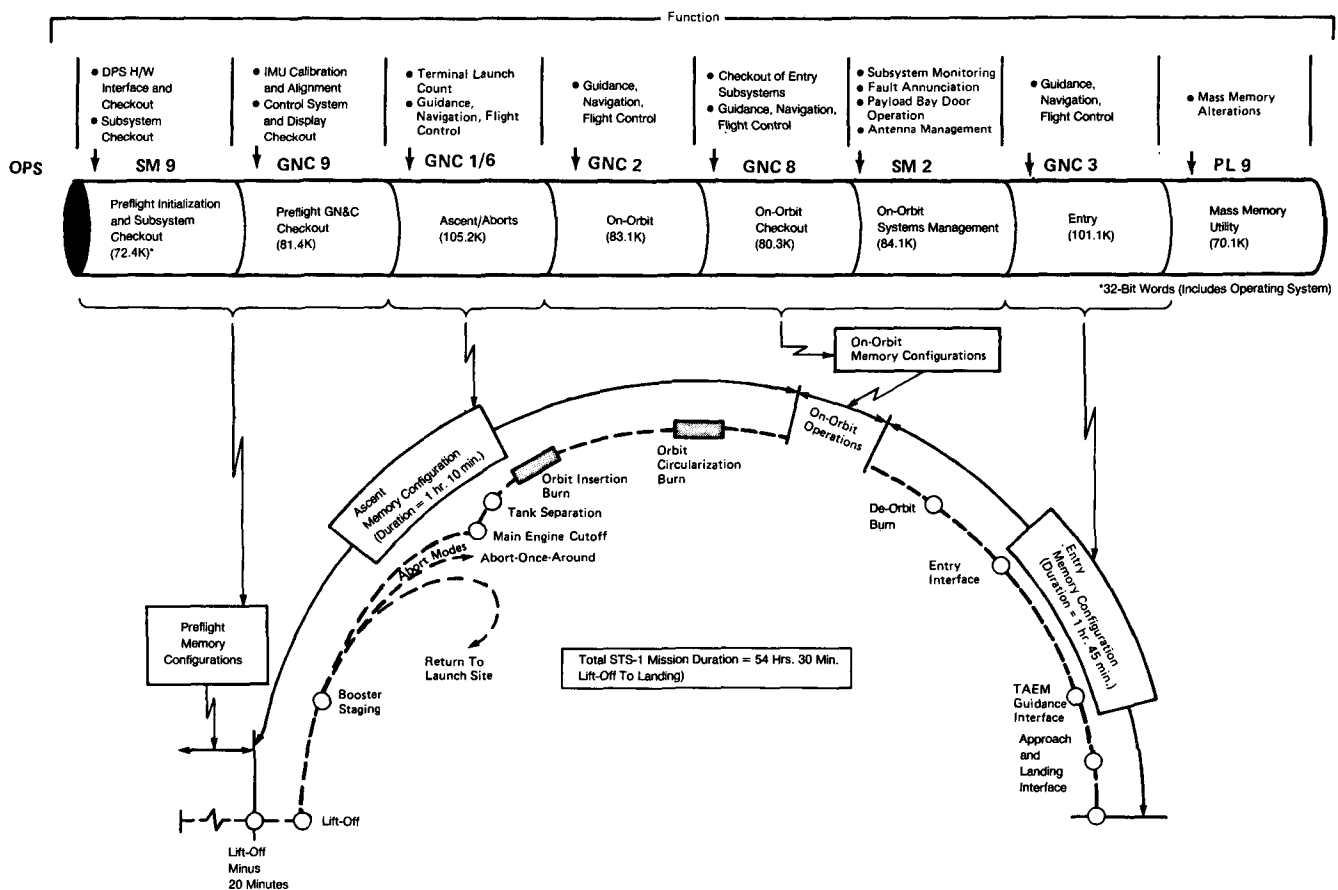 Function
• DPS H/W
Interface and
Checkout
• Subsystem
Checkout
• IMU Calibration
and Alignment
• Control System
and Display
Checkout
• Terminal Launch
Count
• Guidance,
Navigation, Flight
Control
• Guidance,
Navigation,
Flight Control
• Checkout of Entry
Subsystems
• Guidance, Navigation,
Flight Control
• Subsystem Monitoring
• Fault Annunciation
• Payload Bay Door
Operation
• Antenna Management
• Guidance,
Navigation,
Flight Control
• Mass Memory
Alterations
OPS
SM 9
GNC 9
GNC 1/6
GNC 2
GNC 8
SM 2
GNC 3
PL 9
Preflight Initialization
and Subsystem
Checkout
(72.4K)*
Preflight GN&C
Checkout
(81.4K)
Ascent/Aborts
(105.2K)
On-Orbit
(83.1K)
On-Orbit
Checkout
(80.3K)
On-Orbit
Systems Management
(84.1K)
Entry
(101.1K)
Mass Memory
Utility
(70.1K)
*32-Bit Words (Includes Operating System)
On-Orbit
Memory Configurations
On-Orbit
Operations
Ascent
Memory Configuration
(Duration = 1 hr. 10 min.)
Orbit
Circularization
Burn
Orbit Insertion
Burn
Tank Separation
Main Engine Cutoff
Abort Modes
Abort-Once-Around
Return To
Launch Site
De-Orbit
Burn
Entry
Interface
Entry
Memory Configuration
(Duration = 1 hr. 45 min.)
Preflight
Memory
Configurations
Total STS-1 Mission Duration = 54 Hrs. 30 Min.
Lift-Off To Landing)
Booster
Staging
TAEM
Guidance
Interface
Approach
and
Landing
Interface
Lift-Off
Lift-Off
Minus
20 Minutes